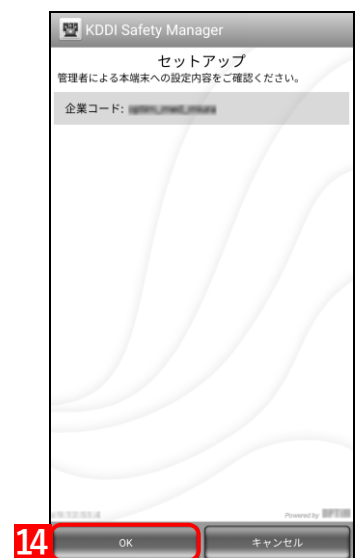 KDDI Safety Manager
セットアップ
管理者による本端末への設定内容をご確認ください。
企業コード:
Powered by
14
OK
キャンセル